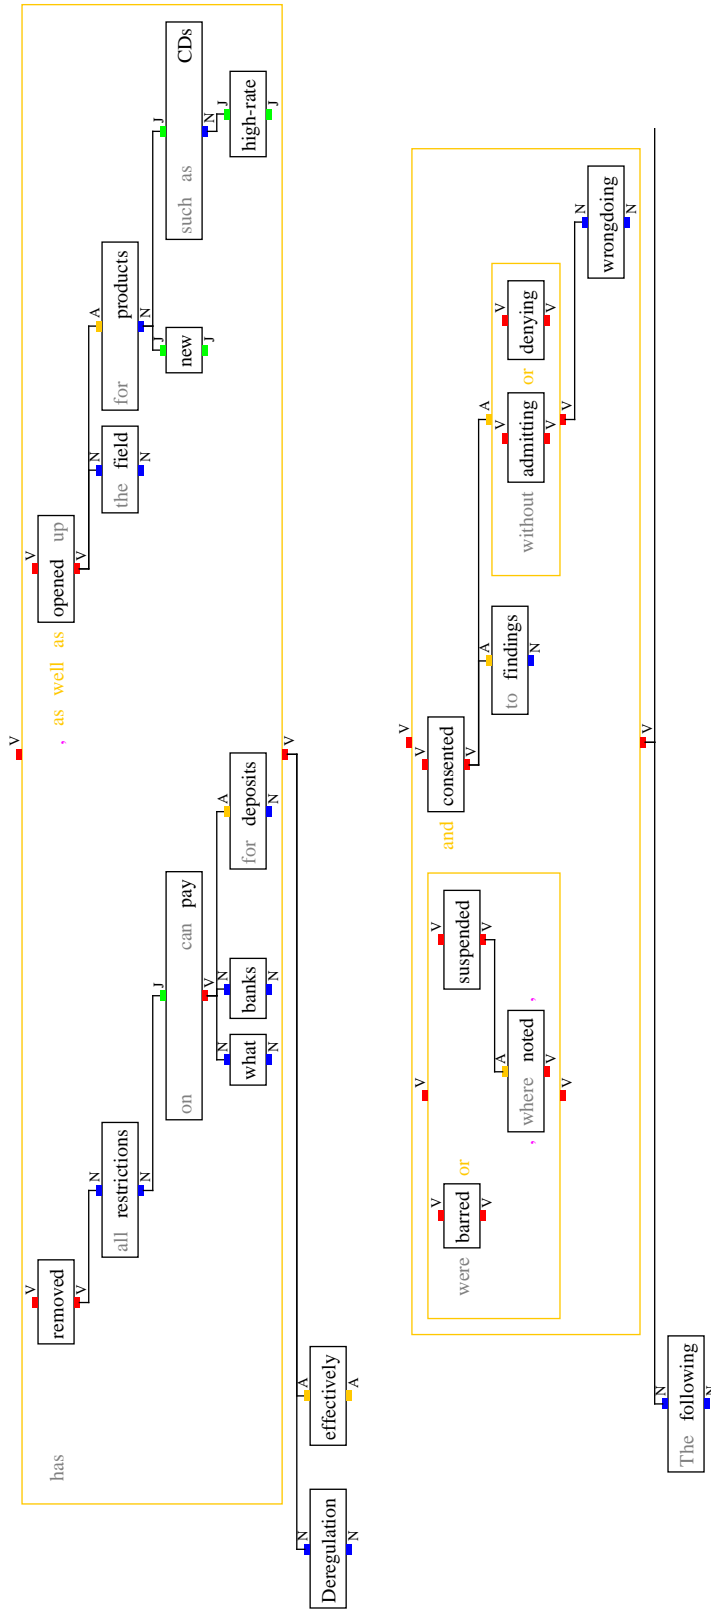 V
V V
has removed , as well as opened up
V V
N N A
all restrictions the field for products
N N N
J J J
on can pay new such as CDs
V J N
N N A J
what banks for deposits high-rate
N N N J
V
N A
Deregulation effectively
N A
V
V V
V V
were barred or suspended and consented
V V V
A A A V V
, where noted , to findings without admitting or denying
V N V V
V V
N
wrongdoing
N
V
N
The following
N